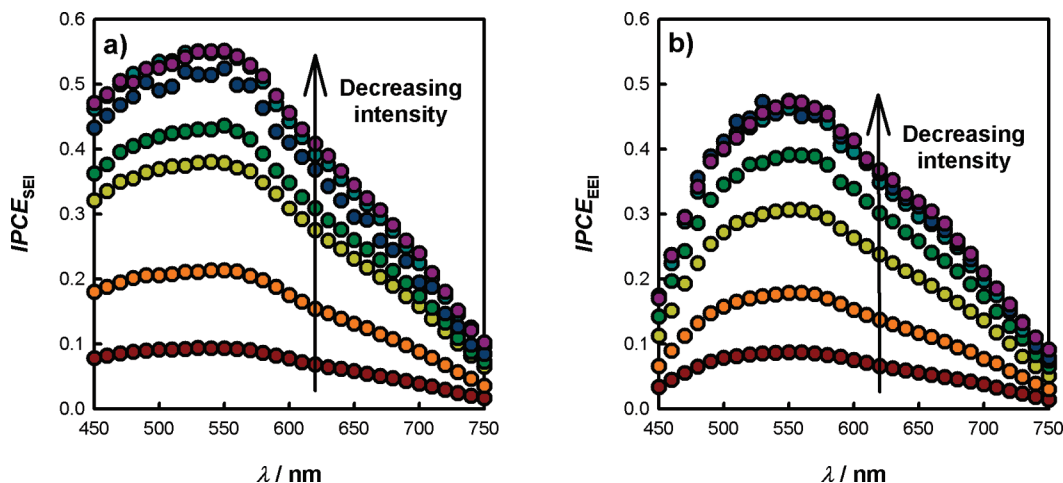 a)
Decreasing
intensity
IPCE_SEI
0.6
0.5
0.4
0.3
0.2
0.1
0.0
450 500 550 600 650 700 750
λ / nm
b)
Decreasing
intensity
IPCE_EEI
0.6
0.5
0.4
0.3
0.2
0.1
0.0
450 500 550 600 650 700 750
λ / nm